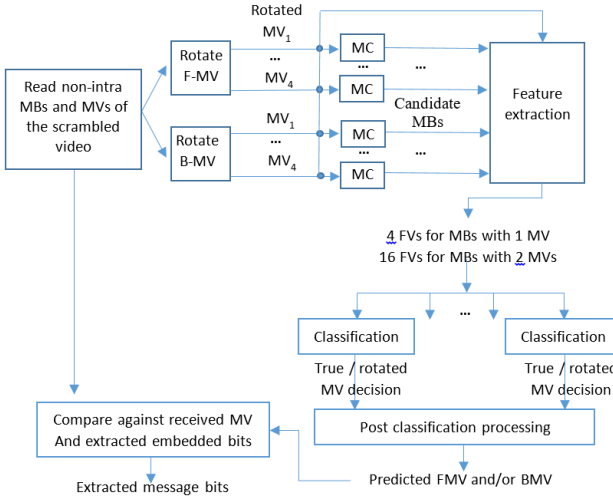 Rotated
MV1
...
MV4
Rotate
F-MV
MC
...
...
MC
Read non-intra
MBs and MVs of
the scrambled
video
Feature
extraction
Candidate
MBs
Rotate
B-MV
MV1
...
MV4
MC
...
...
MC
4 FVs for MBs with 1 MV
16 FVs for MBs with 2 MVs
...
Classification
Classification
True / rotated
MV decision
True / rotated
MV decision
Compare against received MV
And extracted embedded bits
Post classification processing
Extracted message bits
Predicted FMV and/or BMV